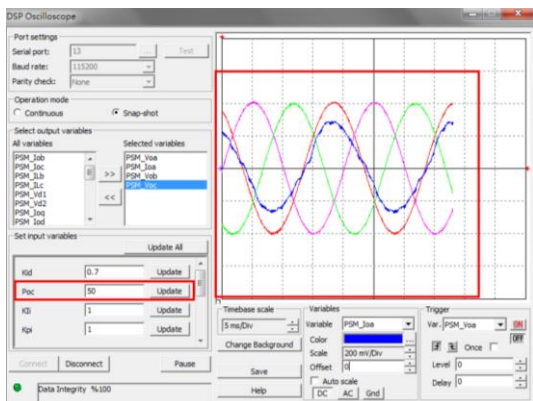 DSP Oscilloscope
Port settings
Serial port: 13 ... Test
Baud rate: 115200
Parity check: None
Operation mode
Continuous Snap-shot
Select output variables
All variables Selected variables
PSM_Iob
PSM_Ioc
PSM_ILb
PSM_ILc
PSM_Vd1
PSM_Vd2
PSM_Ioq
PSM_Iod
>>
<<
PSM_Voa
PSM_Ioa
PSM_Vob
PSM_Voc
Set input variables
Update All
Kid 0.7 Update
Poc 50 Update
KIi 1 Update
Kpi 1 Update
Connect Disconnect Pause
Data Integrity %100
Timebase scale
5 ms/Div
Change Background
Save
Help
Variables
Variable PSM_Ioa
Color ...
Scale 200 mV/Div
Offset 0
Auto scale
DC AC Gnd
Trigger
Var. PSM_Voa ON
OFF
Once
Level 0
Delay 0